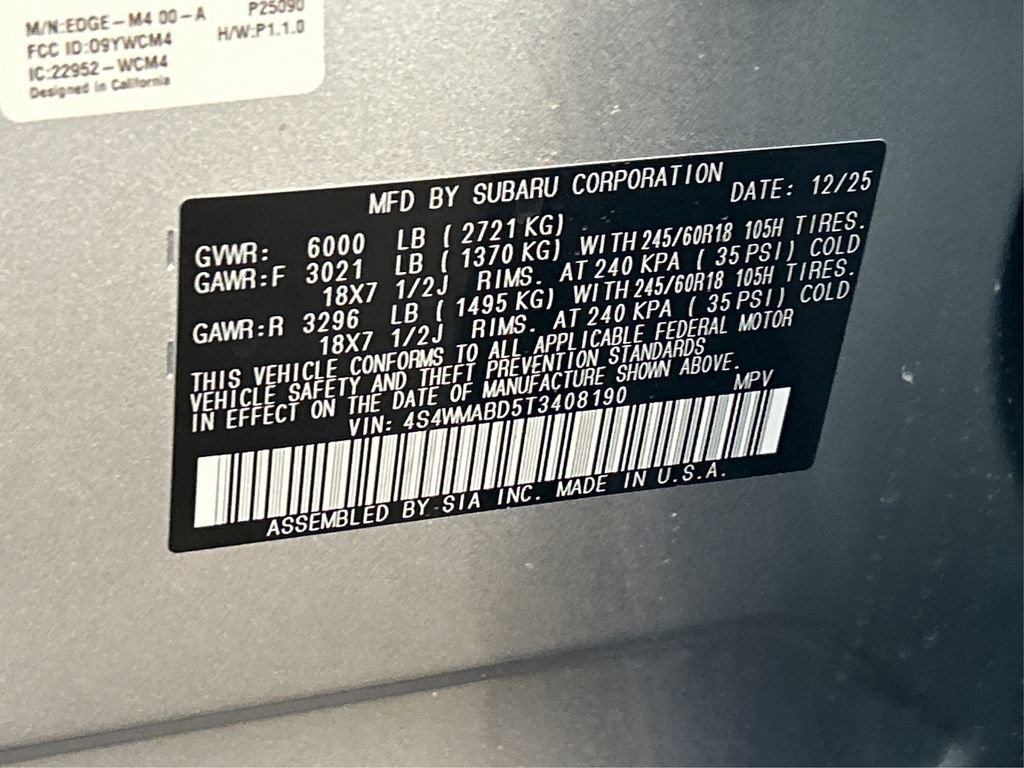 M/N:EDGE-M4 00-A P25090
FCC ID:O9YWCM4 H/W:P1.1.0
IC:22952-WCM4
Designed in California
MFD BY SUBARU CORPORATION DATE: 12/25
GVWR: 6000 LB ( 2721 KG)
GAWR:F 3021 LB ( 1370 KG) WITH 245/60R18 105H TIRES.
18X7 1/2J RIMS. AT 240 KPA ( 35 PSI) COLD
GAWR:R 3296 LB ( 1495 KG) WITH 245/60R18 105H TIRES.
18X7 1/2J RIMS. AT 240 KPA ( 35 PSI) COLD
THIS VEHICLE CONFORMS TO ALL APPLICABLE FEDERAL MOTOR
VEHICLE SAFETY AND THEFT PREVENTION STANDARDS
IN EFFECT ON THE DATE OF MANUFACTURE SHOWN ABOVE.
VIN: 4S4WMABD5T3408190 MPV
ASSEMBLED BY SIA INC. MADE IN U.S.A.